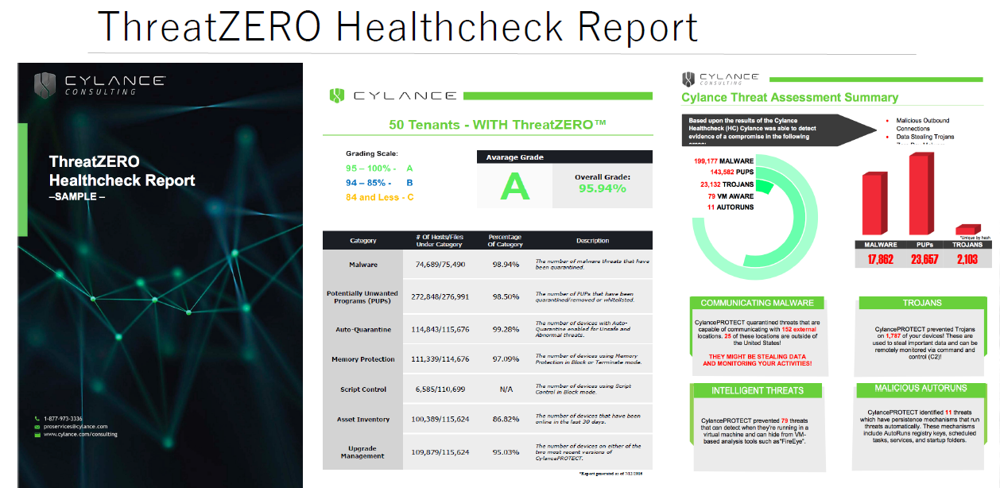 ThreatZERO Healthcheck Report
CYLANCE
CONSULTING
ThreatZERO
Healthcheck Report
–SAMPLE –
1-877-973-3336
proservices@cylance.com
www.cylance.com/consulting
CYLANCE
50 Tenants - WITH ThreatZERO™
Grading Scale:
95 – 100% - A
94 – 85% - B
84 and Less - C
Avarage Grade
A
Overall Grade:
95.94%
Category
# Of Hosts/Files
Under Category
Percentage
Of Category
Description
Malware
74,689/75,490
98.94%
The number of malware threats that have
been quarantined.
Potentially Unwanted
Programs (PUPs)
272,848/276,991
98.50%
The number of PUPs that have been
quarantined/removed or whitelisted.
Auto-Quarantine
114,843/115,676
99.28%
The number of devices with Auto-
Quarantine enabled for Unsafe and
Abnormal threats.
Memory Protection
111,339/114,676
97.09%
The number of devices using Memory
Protection in Block or Terminate mode.
Script Control
6,585/110,699
N/A
The number of devices using Script
Control in Block mode.
Asset Inventory
100,389/115,624
86.82%
The number of devices that have been
online in the last 30 days.
Upgrade
Management
109,879/115,624
95.03%
The number of devices on either of the
two most recent versions of
CylancePROTECT.
*Report generated as of 7/12/2016
CYLANCE
CONSULTING
Cylance Threat Assessment Summary
Based upon the results of the Cylance
Healthcheck (HC) Cylance was able to detect
evidence of a compromise in the following
• Malicious Outbound
Connections
• Data Stealing Trojans
199,177 MALWARE
143,582 PUPS
23,132 TROJANS
79 VM AWARE
11 AUTORUNS
*Unique by hash
MALWARE PUPs TROJANS
17,862 23,657 2,103
COMMUNICATING MALWARE
CylancePROTECT quarantined threats that are
capable of communicating with 152 external
locations. 25 of these locations are outside of
the United States!
THEY MIGHT BE STEALING DATA
AND MONITORING YOUR ACTIVITIES!
TROJANS
CylancePROTECT prevented Trojans
on 1,787 of your devices! These are
used to steal important data and can be
remotely monitored via command and
control (C2)!
INTELLIGENT THREATS
CylancePROTECT prevented 79 threats
that can detect when they're running in a
virtual machine and can hide from VM-
based analysis tools such as"FireEye".
MALICIOUS AUTORUNS
CylancePROTECT identified 11 threats
which have persistence mechanisms that run
threats automatically. These mechanisms
include AutoRuns registry keys, scheduled
tasks, services, and startup folders.